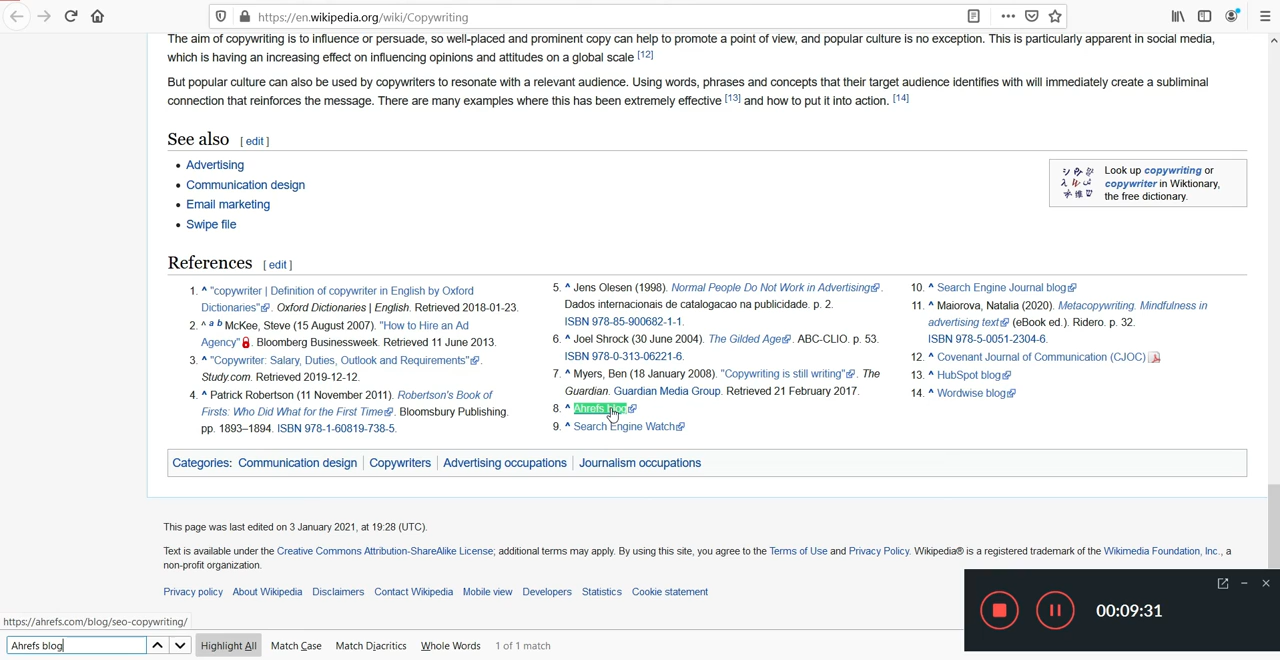 https://en.wikipedia.org/wiki/Copywriting
The aim of copywriting is to influence or persuade, so well-placed and prominent copy can help to promote a point of view, and popular culture is no exception. This is particularly apparent in social media,
which is having an increasing effect on influencing opinions and attitudes on a global scale [12]
But popular culture can also be used by copywriters to resonate with a relevant audience. Using words, phrases and concepts that their target audience identifies with will immediately create a subliminal
connection that reinforces the message. There are many examples where this has been extremely effective [13] and how to put it into action. [14]
See also [ edit ]
• Advertising
• Communication design
• Email marketing
• Swipe file
Look up copywriting or
copywriter in Wiktionary,
the free dictionary.
References [ edit ]
1. ^ "copywriter | Definition of copywriter in English by Oxford
Dictionaries". Oxford Dictionaries | English. Retrieved 2018-01-23.
2. ^ a b McKee, Steve (15 August 2007). "How to Hire an Ad
Agency". Bloomberg Businessweek. Retrieved 11 June 2013.
3. ^ "Copywriter: Salary, Duties, Outlook and Requirements".
Study.com. Retrieved 2019-12-12.
4. ^ Patrick Robertson (11 November 2011). Robertson's Book of
Firsts: Who Did What for the First Time. Bloomsbury Publishing.
pp. 1893–1894. ISBN 978-1-60819-738-5.
5. ^ Jens Olesen (1998). Normal People Do Not Work in Advertising.
Dados internacionais de catalogacao na publicidade. p. 2.
ISBN 978-85-900682-1-1.
6. ^ Joel Shrock (30 June 2004). The Gilded Age. ABC-CLIO. p. 53.
ISBN 978-0-313-06221-6.
7. ^ Myers, Ben (18 January 2008). "Copywriting is still writing". The
Guardian. Guardian Media Group. Retrieved 21 February 2017.
8. ^ Ahrefs blog
9. ^ Search Engine Watch
10. ^ Search Engine Journal blog
11. ^ Maiorova, Natalia (2020). Metacopywriting. Mindfulness in
advertising text (eBook ed.). Ridero. p. 32.
ISBN 978-5-0051-2304-6.
12. ^ Covenant Journal of Communication (CJOC)
13. ^ HubSpot blog
14. ^ Wordwise blog
Categories: Communication design | Copywriters | Advertising occupations | Journalism occupations
This page was last edited on 3 January 2021, at 19:28 (UTC).
Text is available under the Creative Commons Attribution-ShareAlike License; additional terms may apply. By using this site, you agree to the Terms of Use and Privacy Policy. Wikipedia® is a registered trademark of the Wikimedia Foundation, Inc., a
non-profit organization.
Privacy policy About Wikipedia Disclaimers Contact Wikipedia Mobile view Developers Statistics Cookie statement
00:09:31
https://ahrefs.com/blog/seo-copywriting/
Ahrefs blog Highlight All Match Case Match Diacritics Whole Words 1 of 1 match